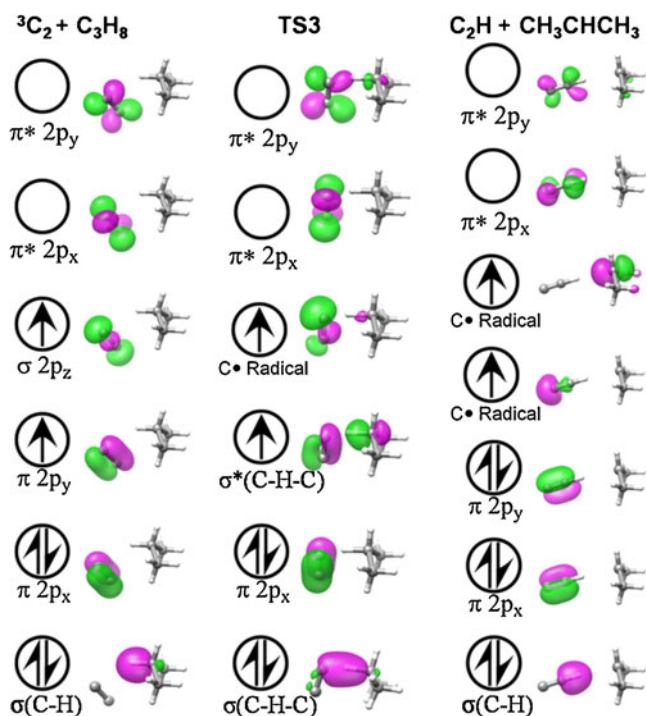 ³C₂ + C₃H₈
TS3
C₂H + CH₃CHCH₃
π* 2pᵧ
π* 2pᵧ
π* 2pᵧ
π* 2pₓ
π* 2pₓ
π* 2pₓ
σ 2p_z
C• Radical
C• Radical
π 2pᵧ
σ*(C-H-C)
C• Radical
π 2pᵧ
π 2pₓ
π 2pₓ
π 2pₓ
σ(C-H)
σ(C-H-C)
σ(C-H)